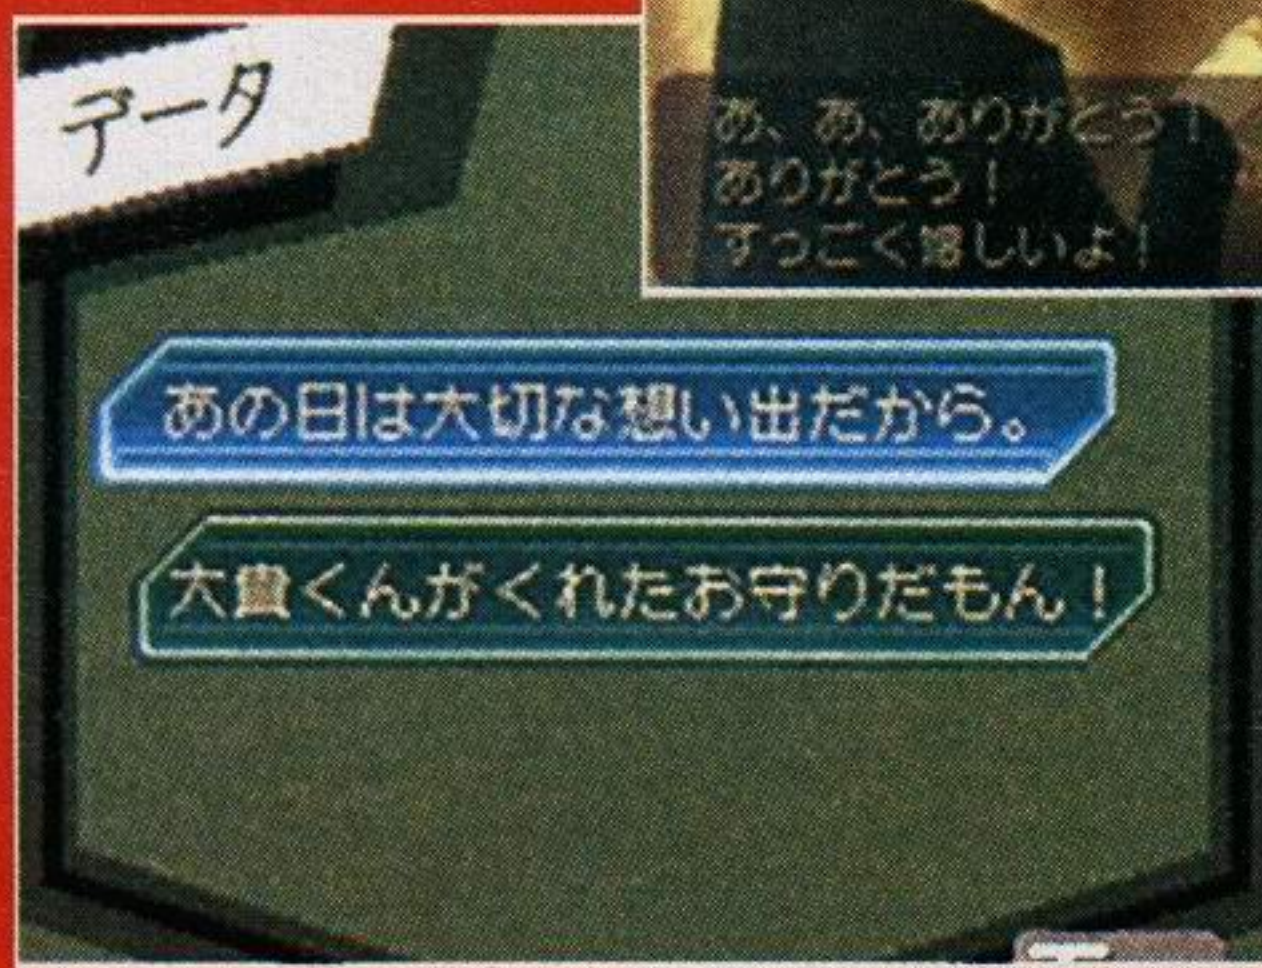 データ
あ、あ、ありがとう！
ありがとう！
すっごく嬉しいよ！
あの日は大切な想い出だから。
大貴くんがくれたお守りだもん！